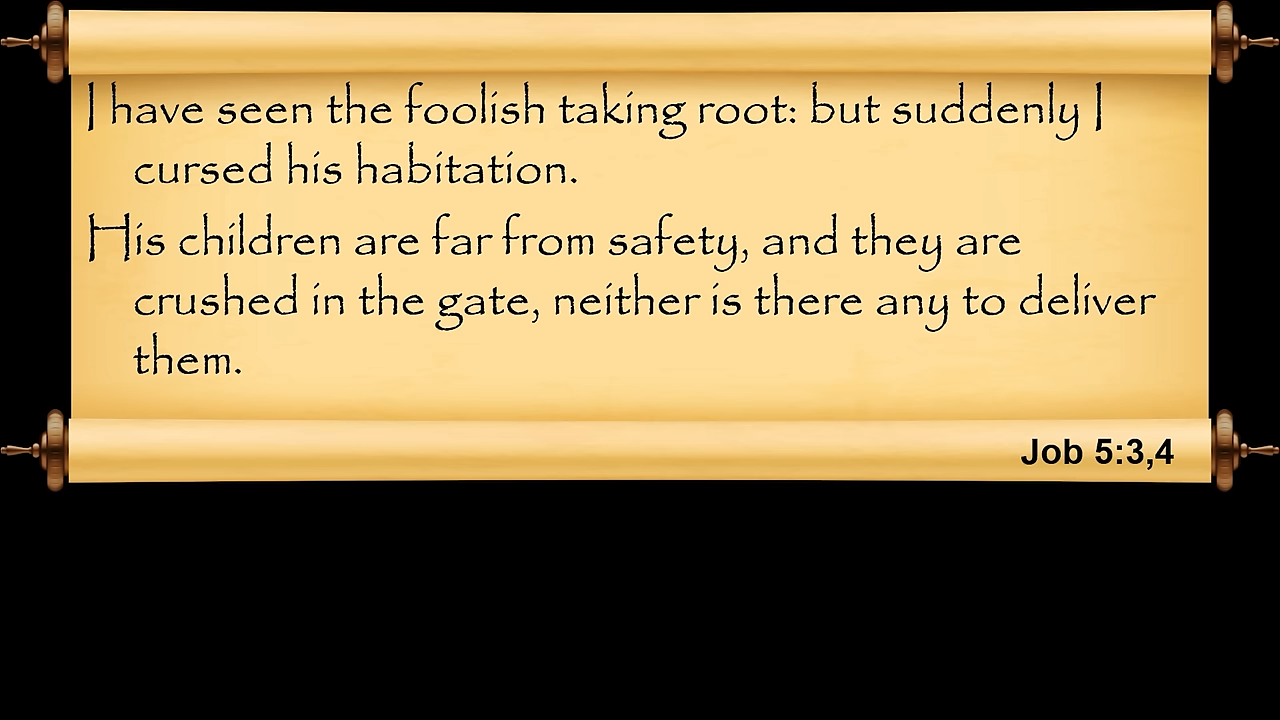 I have seen the foolish taking root: but suddenly I
cursed his habitation.
His children are far from safety, and they are
crushed in the gate, neither is there any to deliver
them.
Job 5:3,4